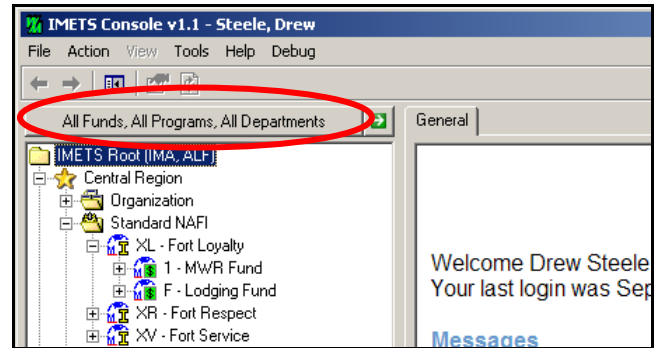 IMETS Console v1.1 - Steele, Drew
File Action View Tools Help Debug
All Funds, All Programs, All Departments
General
IMETS Root (IMA, ALF)
Central Region
Organization
Standard NAFI
XL - Fort Loyalty
1 - MWR Fund
F - Lodging Fund
XR - Fort Respect
XV - Fort Service
Welcome Drew Steele
Your last login was Sep
Messages